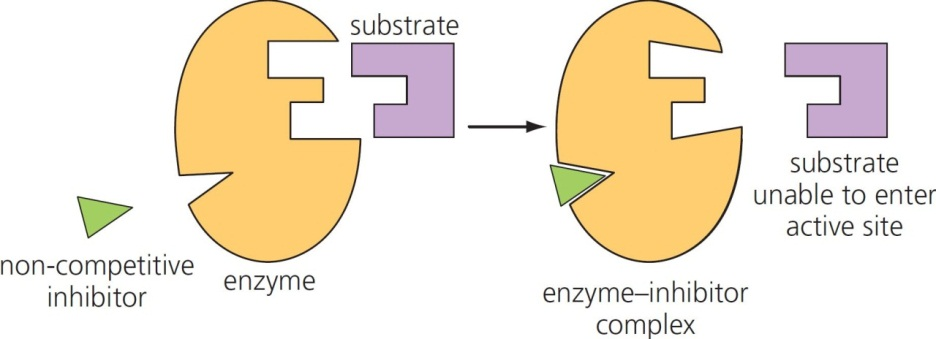 substrate
non-competitive
inhibitor
enzyme
enzyme–inhibitor
complex
substrate
unable to enter
active site